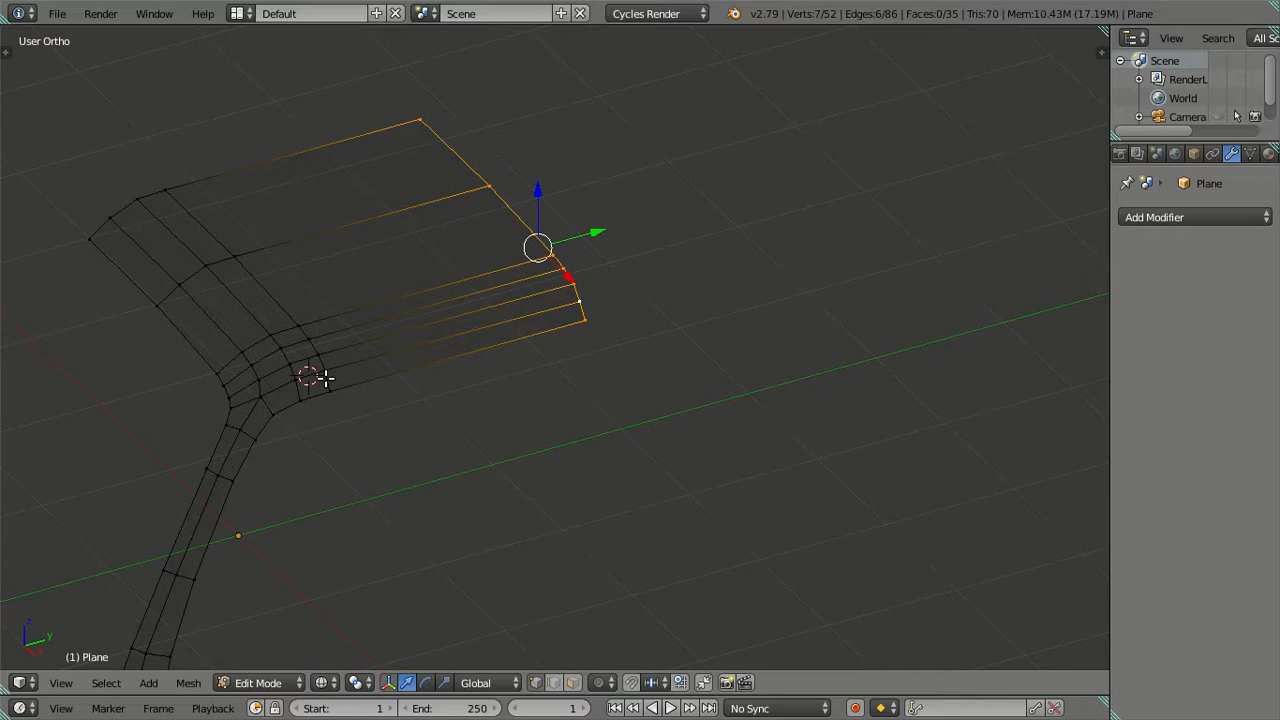 File Render Window Help Default Scene Cycles Render v2.79 | Verts:7/52 | Edges:6/86 | Faces:0/35 | Tris:70 | Mem:10.43M (17.19M) | Plane
User Ortho
View Search All Sc
Scene
RenderL
World
Camera
Plane
Add Modifier
z
y
x
(1) Plane
View Select Add Mesh Edit Mode Global
View Marker Frame Playback Start: 1 End: 250 1 No Sync